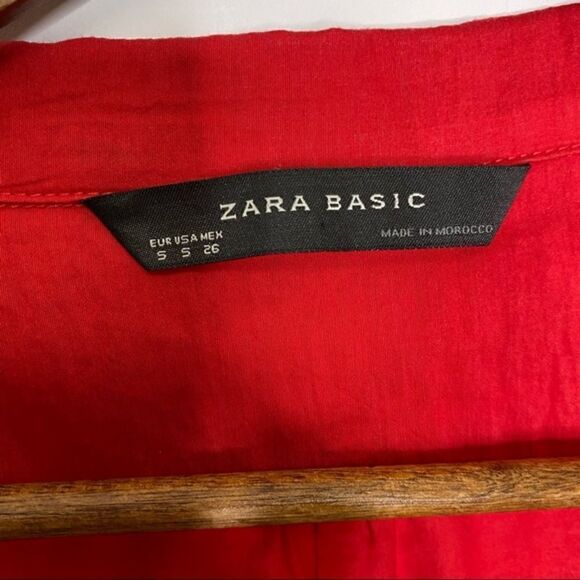 ZARA BASIC
EUR USA MEX
S S 26
MADE IN MOROCCO